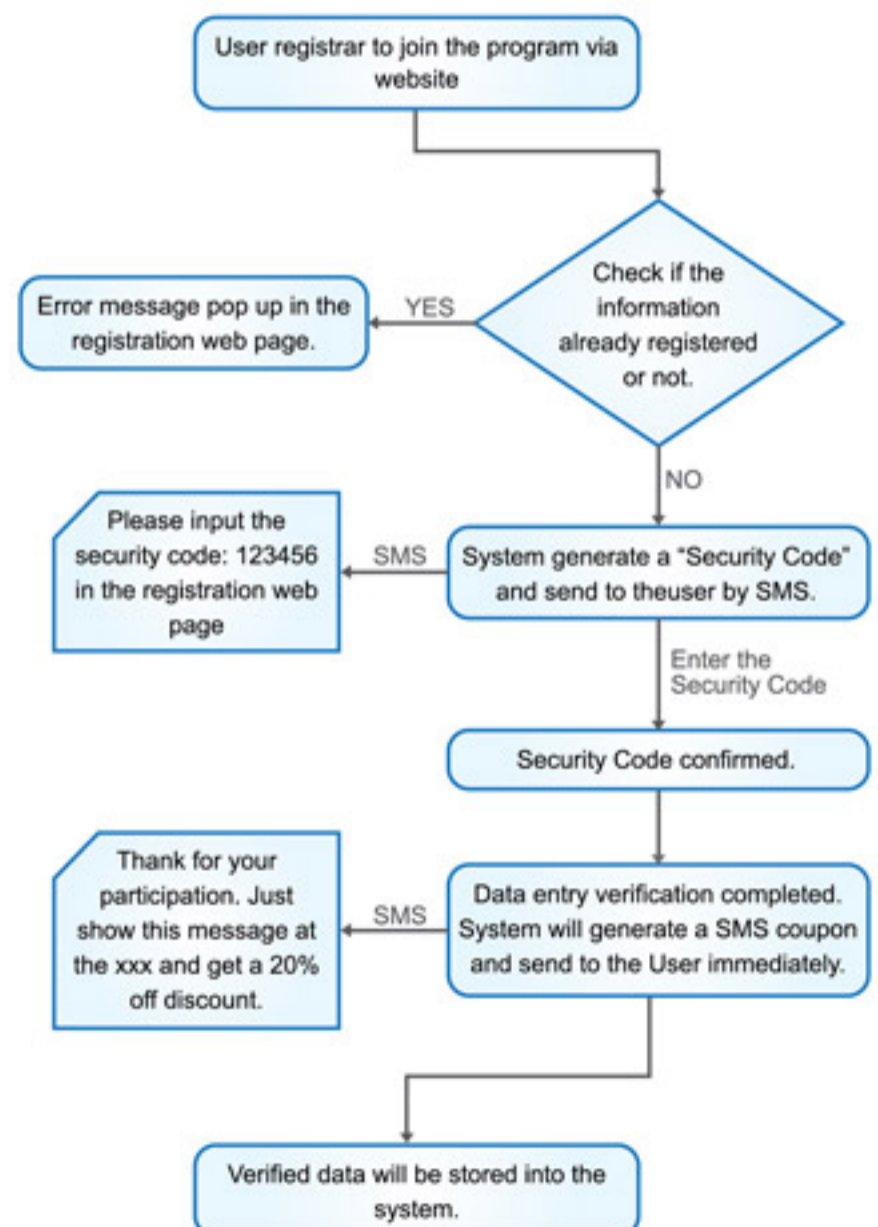 User registrar to join the program via
website
Check if the
information
already registered
or not.
YES
Error message pop up in the
registration web page.
NO
System generate a “Security Code”
and send to theuser by SMS.
SMS
Please input the
security code: 123456
in the registration web
page
Enter the
Security Code
Security Code confirmed.
Data entry verification completed.
System will generate a SMS coupon
and send to the User immediately.
SMS
Thank for your
participation. Just
show this message at
the xxx and get a 20%
off discount.
Verified data will be stored into the
system.